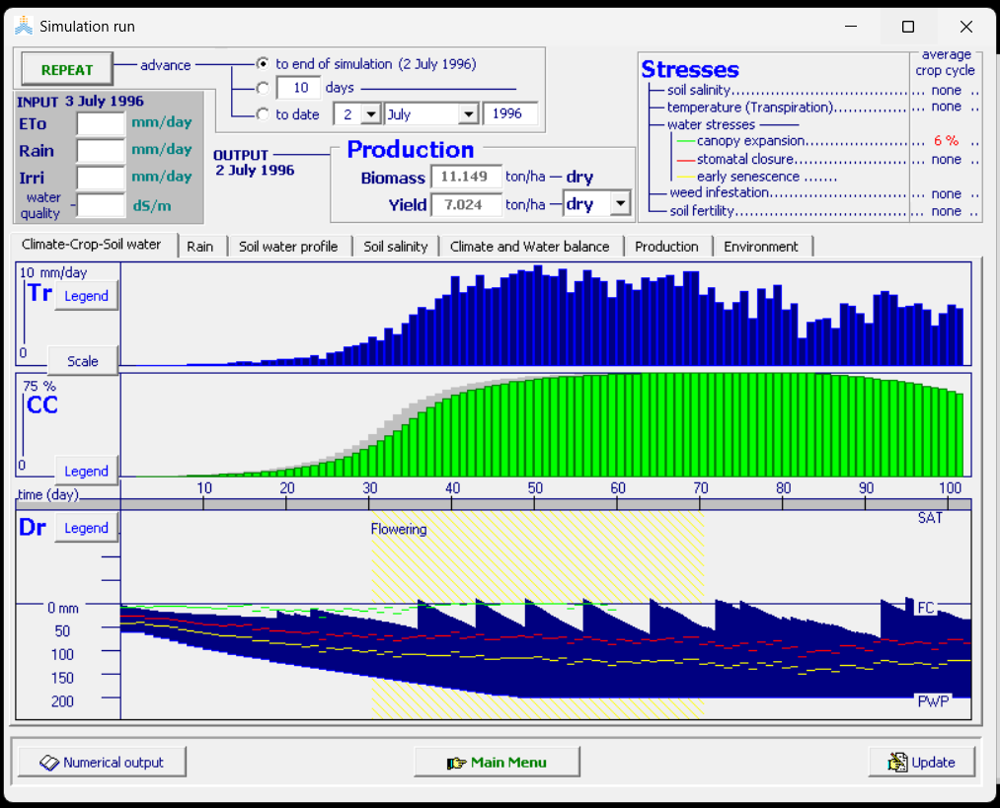 Simulation run
REPEAT
advance
to end of simulation (2 July 1996)
10 days
to date 2 July 1996
INPUT 3 July 1996
ETo mm/day
Rain mm/day
Irri mm/day
water quality dS/m
OUTPUT
2 July 1996
Production
Biomass 11.149 ton/ha dry
Yield 7.024 ton/ha dry
Stresses
average
crop cycle
soil salinity................................ none ..
temperature (Transpiration)................ none ..
water stresses
canopy expansion........................ 6 % ..
stomatal closure......................... none ..
early senescence .......
weed infestation............................ none ..
soil fertility................................... none ..
Climate-Crop-Soil water
Rain
Soil water profile
Soil salinity
Climate and Water balance
Production
Environment
10 mm/day
Tr
Legend
0
Scale
75 %
CC
0
Legend
time (day)
10 20 30 40 50 60 70 80 90 100
Dr
Legend
Flowering
SAT
0 mm
FC
50
100
150
200
PWP
Numerical output
Main Menu
Update